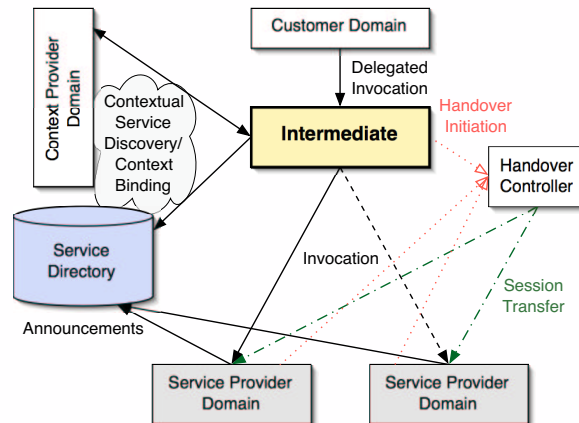 Customer Domain
Context Provider
Domain
Delegated
Invocation
Contextual
Service
Discovery/
Context
Binding
Intermediate
Handover
Initiation
Handover
Controller
Service
Directory
Invocation
Session
Transfer
Announcements
Service Provider
Domain
Service Provider
Domain